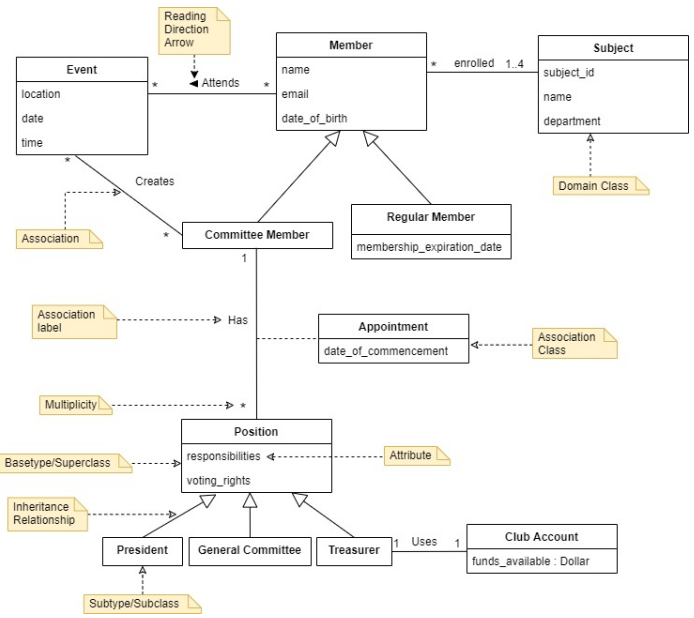 Reading
Direction
Arrow
Member
name
email
date_of_birth
Subject
subject_id
name
department
Event
location
date
time
* Attends *
* enrolled 1..4
Domain Class
*
Creates
*
Association
Committee Member
1
Regular Member
membership_expiration_date
Association
label
Has
Appointment
date_of_commencement
Association
Class
Multiplicity
*
Position
responsibilities
voting_rights
Attribute
Basetype/Superclass
Inheritance
Relationship
President
General Committee
Treasurer
1 Uses 1
Club Account
funds_available : Dollar
Subtype/Subclass